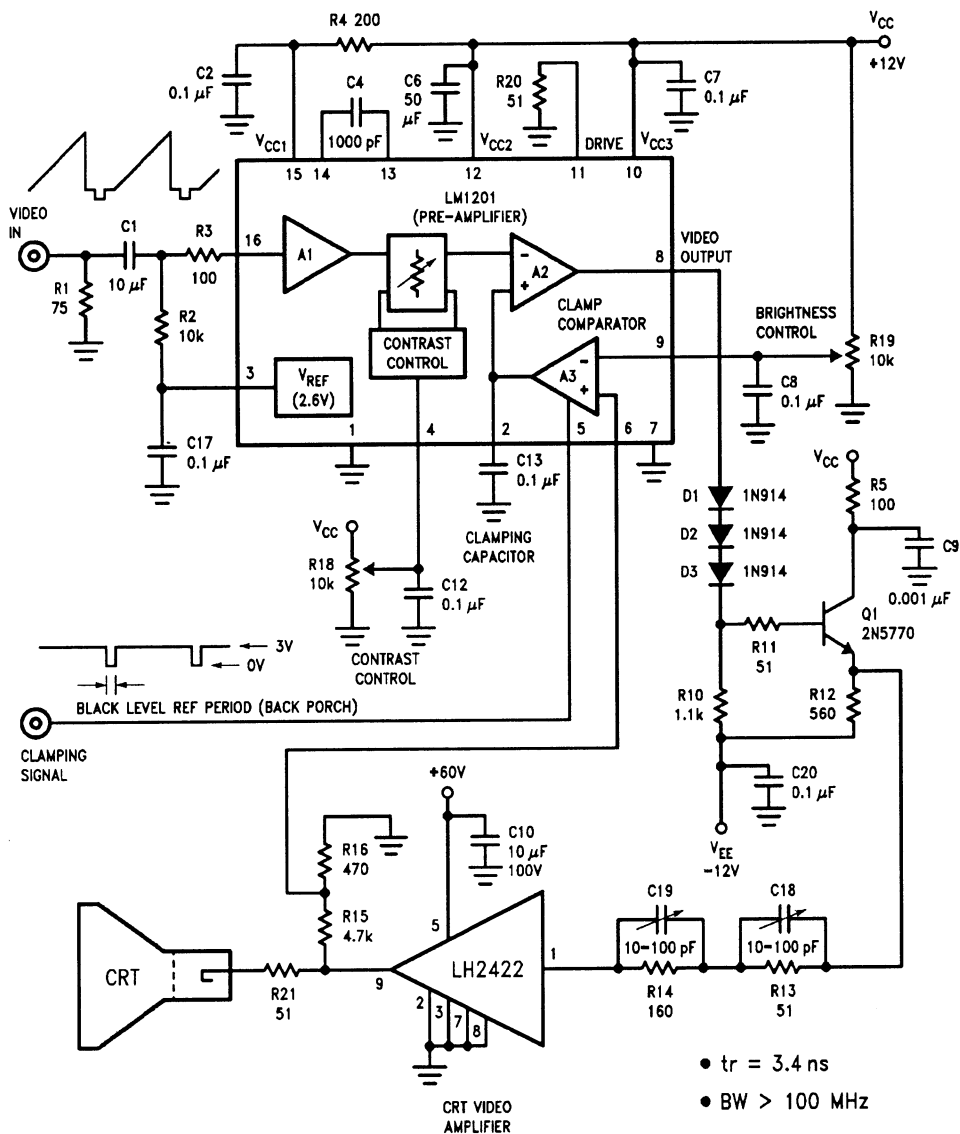 R4 200
V_CC
+12V
C2
0.1 μF
C4
1000 pF
C6
50
μF
R20
51
C7
0.1 μF
V_CC1
V_CC2
DRIVE
V_CC3
15
14
13
12
11
10
LM1201
(PRE-AMPLIFIER)
VIDEO
IN
C1
10 μF
R3
100
16
A1
A2
-
+
8
VIDEO
OUTPUT
R1
75
R2
10k
CLAMP
COMPARATOR
CONTRAST
CONTROL
A3
-
+
9
BRIGHTNESS
CONTROL
R19
10k
3
V_REF
(2.6V)
C8
0.1 μF
C17
0.1 μF
1
4
2
5
6
7
C13
0.1 μF
CLAMPING
CAPACITOR
V_CC
R18
10k
C12
0.1 μF
CONTRAST
CONTROL
V_CC
R5
100
C9
0.001 μF
D1
1N914
D2
1N914
D3
1N914
Q1
2N5770
R11
51
R10
1.1k
R12
560
C20
0.1 μF
V_EE
-12V
3V
0V
BLACK LEVEL REF PERIOD (BACK PORCH)
CLAMPING
SIGNAL
+60V
C10
10 μF
100V
R16
470
R15
4.7k
CRT
R21
51
9
5
LH2422
1
2
3
7
8
C19
10-100 pF
R14
160
C18
10-100 pF
R13
51
CRT VIDEO
AMPLIFIER
● tr = 3.4 ns
● BW > 100 MHz